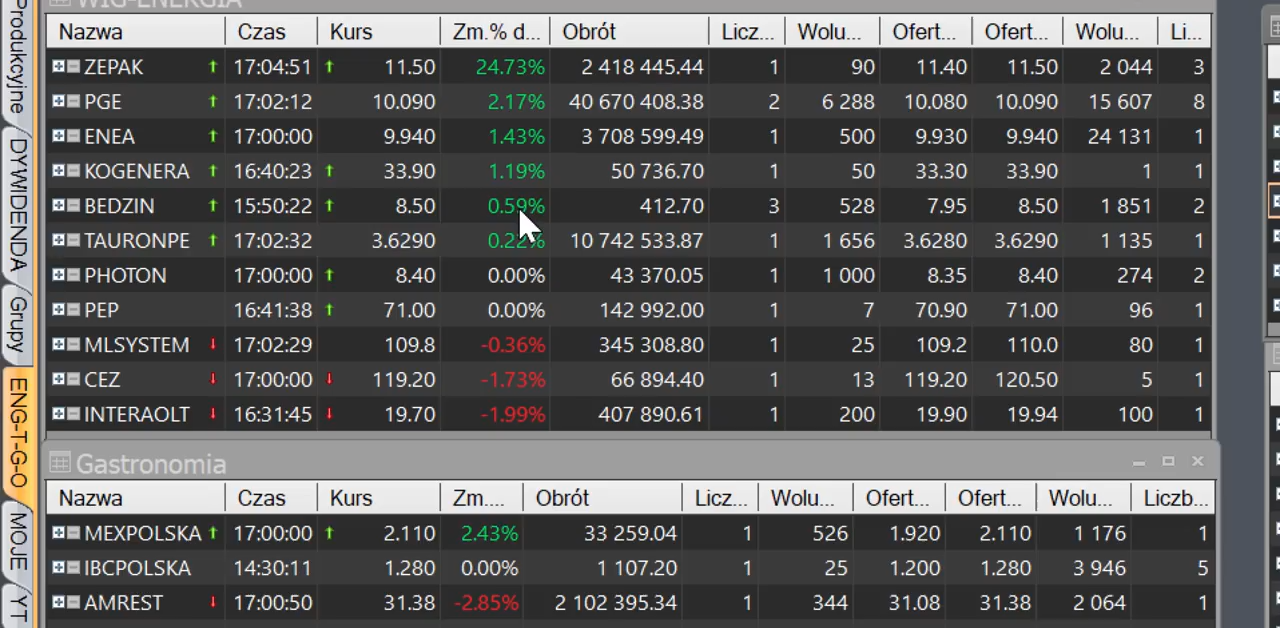 WIG-ENERGIA
Nazwa Czas Kurs Zm.% d... Obrót Licz... Wolu... Ofert... Ofert... Wolu... Li...
ZEPAK 17:04:51 11.50 24.73% 2 418 445.44 1 90 11.40 11.50 2 044 3
PGE 17:02:12 10.090 2.17% 40 670 408.38 2 6 288 10.080 10.090 15 607 8
ENEA 17:00:00 9.940 1.43% 3 708 599.49 1 500 9.930 9.940 24 131 1
KOGENERA 16:40:23 33.90 1.19% 50 736.70 1 50 33.30 33.90 1 1
BEDZIN 15:50:22 8.50 0.59% 412.70 3 528 7.95 8.50 1 851 2
TAURONPE 17:02:32 3.6290 0.22% 10 742 533.87 1 1 656 3.6280 3.6290 1 135 1
PHOTON 17:00:00 8.40 0.00% 43 370.05 1 1 000 8.35 8.40 274 2
PEP 16:41:38 71.00 0.00% 142 992.00 1 7 70.90 71.00 96 1
MLSYSTEM 17:02:29 109.8 -0.36% 345 308.80 1 25 109.2 110.0 80 1
CEZ 17:00:00 119.20 -1.73% 66 894.40 1 13 119.20 120.50 5 1
INTERAOLT 16:31:45 19.70 -1.99% 407 890.61 1 200 19.90 19.94 100 1
Gastronomia
Nazwa Czas Kurs Zm.... Obrót Licz... Wolu... Ofert... Ofert... Wolu... Liczb...
MEXPOLSKA 17:00:00 2.110 2.43% 33 259.04 1 526 1.920 2.110 1 176 1
IBCPOLSKA 14:30:11 1.280 0.00% 1 107.20 1 25 1.200 1.280 3 946 5
AMREST 17:00:50 31.38 -2.85% 2 102 395.34 1 344 31.08 31.38 2 064 1
Produkcyjne
DYWIDENDA
Grupy
ENG-T-G-O
MOJE
YT